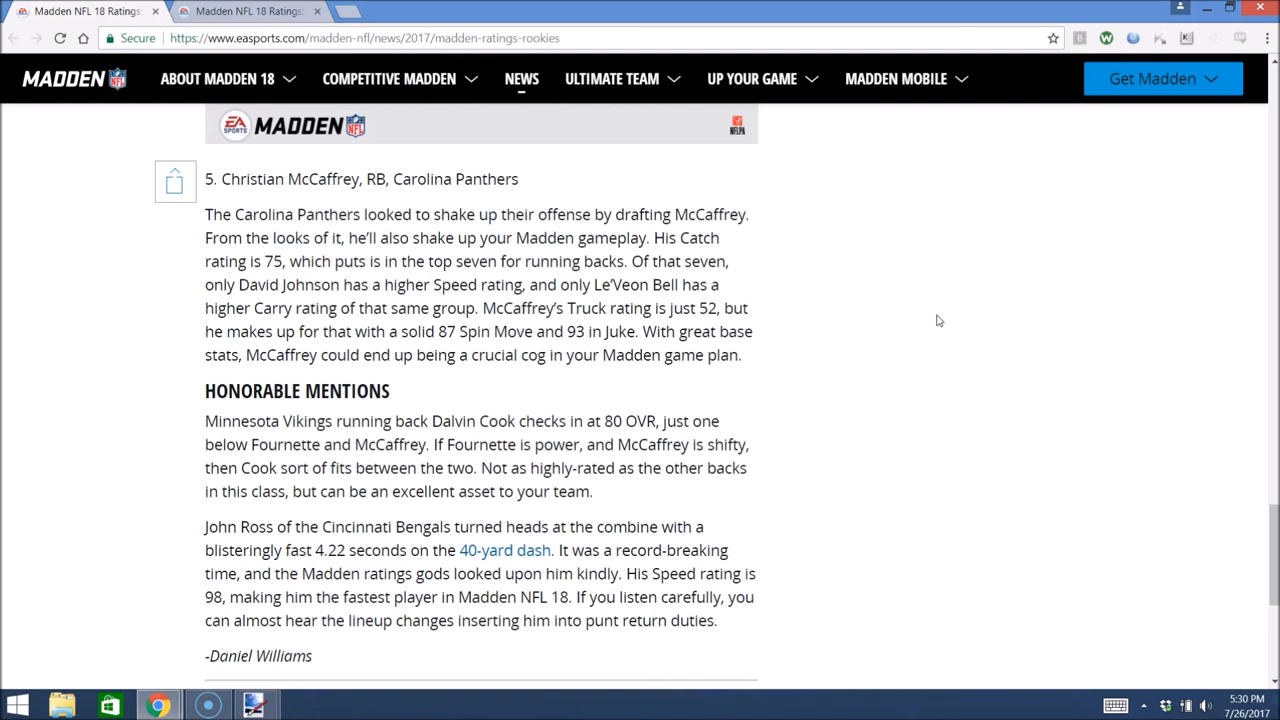 Madden NFL 18 Ratings:
Madden NFL 18 Ratings:
Secure https://www.easports.com/madden-nfl/news/2017/madden-ratings-rookies
MADDEN NFL ABOUT MADDEN 18 COMPETITIVE MADDEN NEWS ULTIMATE TEAM UP YOUR GAME MADDEN MOBILE Get Madden
EA SPORTS MADDEN NFL NFLPA
5. Christian McCaffrey, RB, Carolina Panthers
The Carolina Panthers looked to shake up their offense by drafting McCaffrey.
From the looks of it, he'll also shake up your Madden gameplay. His Catch
rating is 75, which puts is in the top seven for running backs. Of that seven,
only David Johnson has a higher Speed rating, and only Le'Veon Bell has a
higher Carry rating of that same group. McCaffrey's Truck rating is just 52, but
he makes up for that with a solid 87 Spin Move and 93 in Juke. With great base
stats, McCaffrey could end up being a crucial cog in your Madden game plan.
HONORABLE MENTIONS
Minnesota Vikings running back Dalvin Cook checks in at 80 OVR, just one
below Fournette and McCaffrey. If Fournette is power, and McCaffrey is shifty,
then Cook sort of fits between the two. Not as highly-rated as the other backs
in this class, but can be an excellent asset to your team.
John Ross of the Cincinnati Bengals turned heads at the combine with a
blisteringly fast 4.22 seconds on the 40-yard dash. It was a record-breaking
time, and the Madden ratings gods looked upon him kindly. His Speed rating is
98, making him the fastest player in Madden NFL 18. If you listen carefully, you
can almost hear the lineup changes inserting him into punt return duties.
-Daniel Williams
5:30 PM
7/26/2017